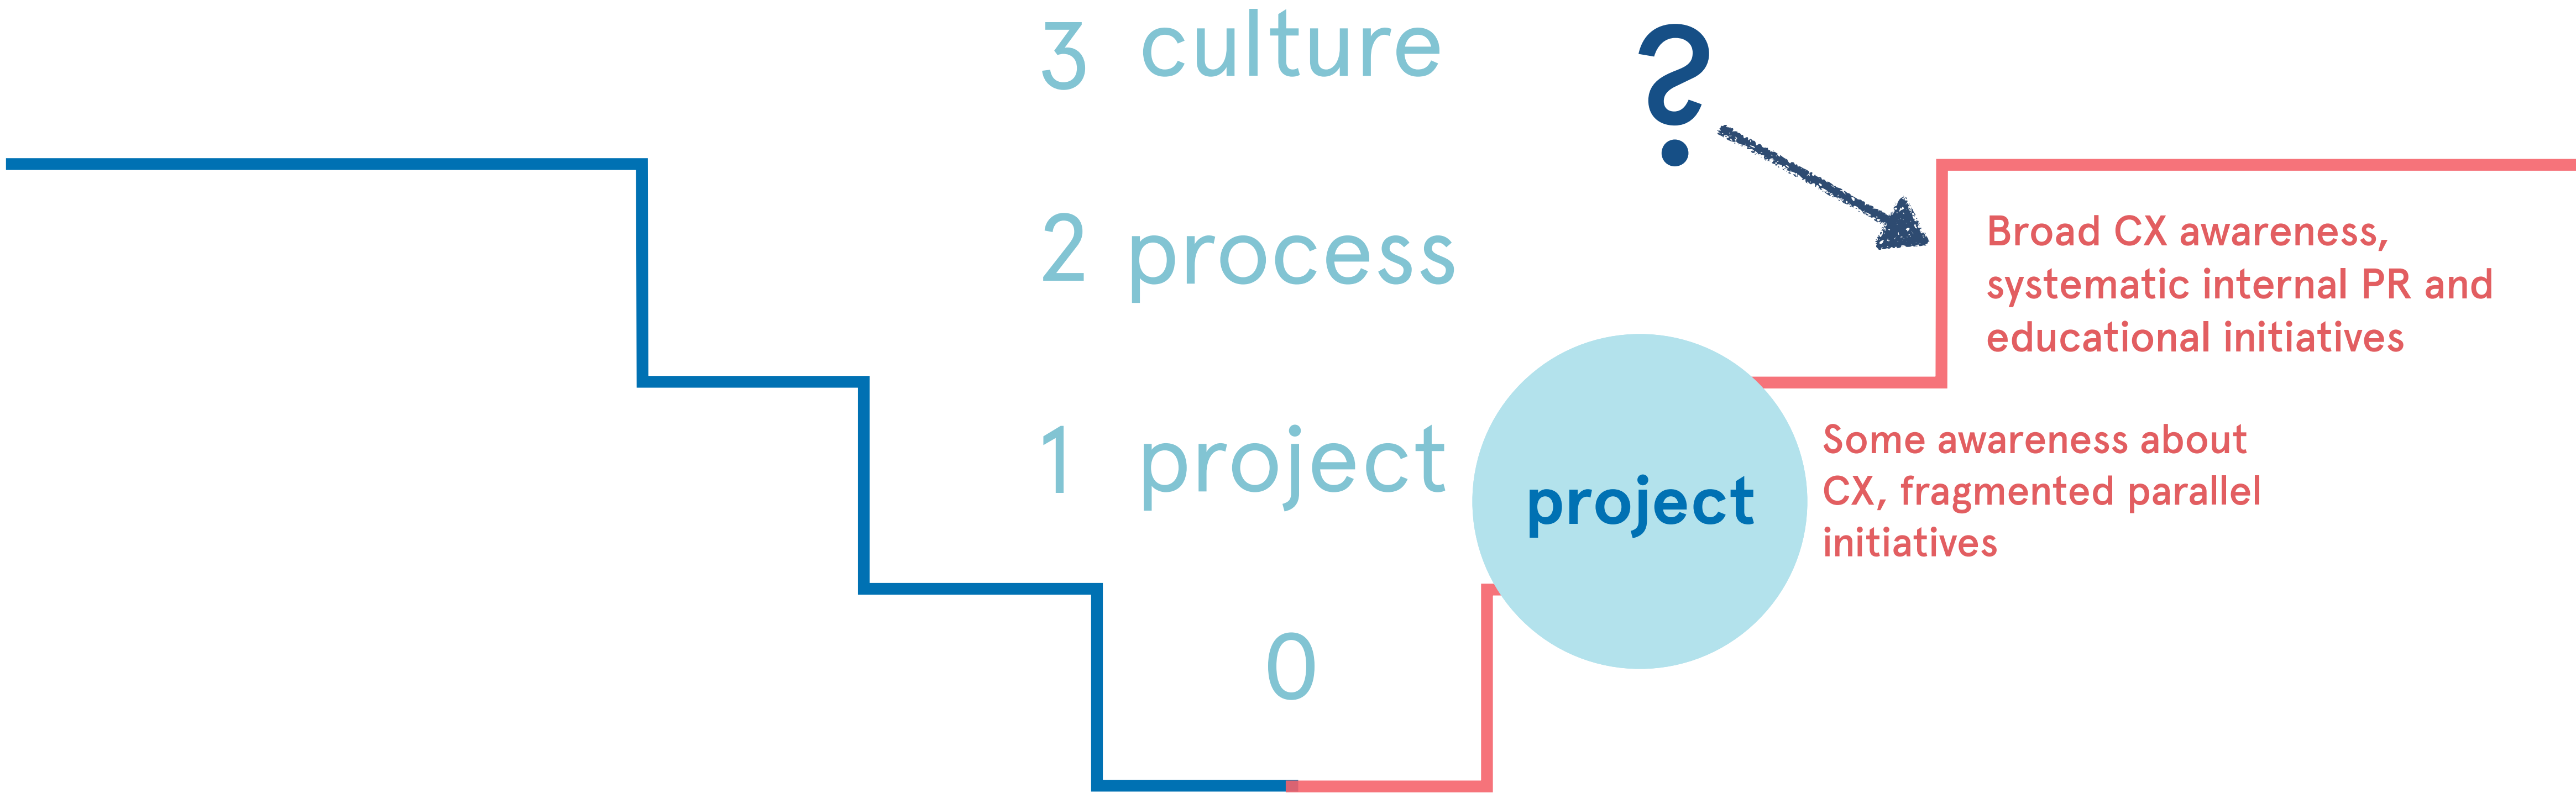 3 culture
?
2 process
Broad CX awareness,
systematic internal PR and
educational initiatives
1 project
project
Some awareness about
CX, fragmented parallel
initiatives
0